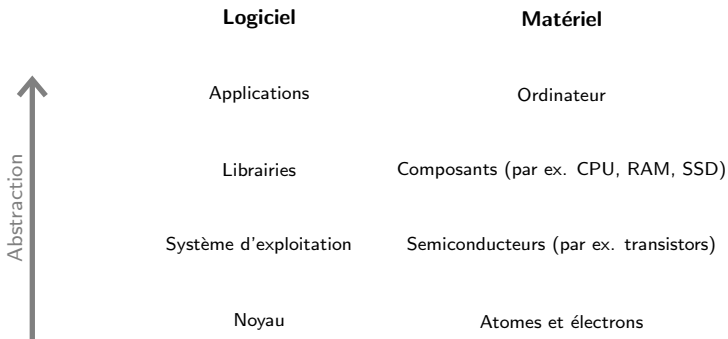 Logiciel Matériel
Applications Ordinateur
Librairies Composants (par ex. CPU, RAM, SSD)
Système d'exploitation Semiconducteurs (par ex. transistors)
Noyau Atomes et électrons
Abstraction